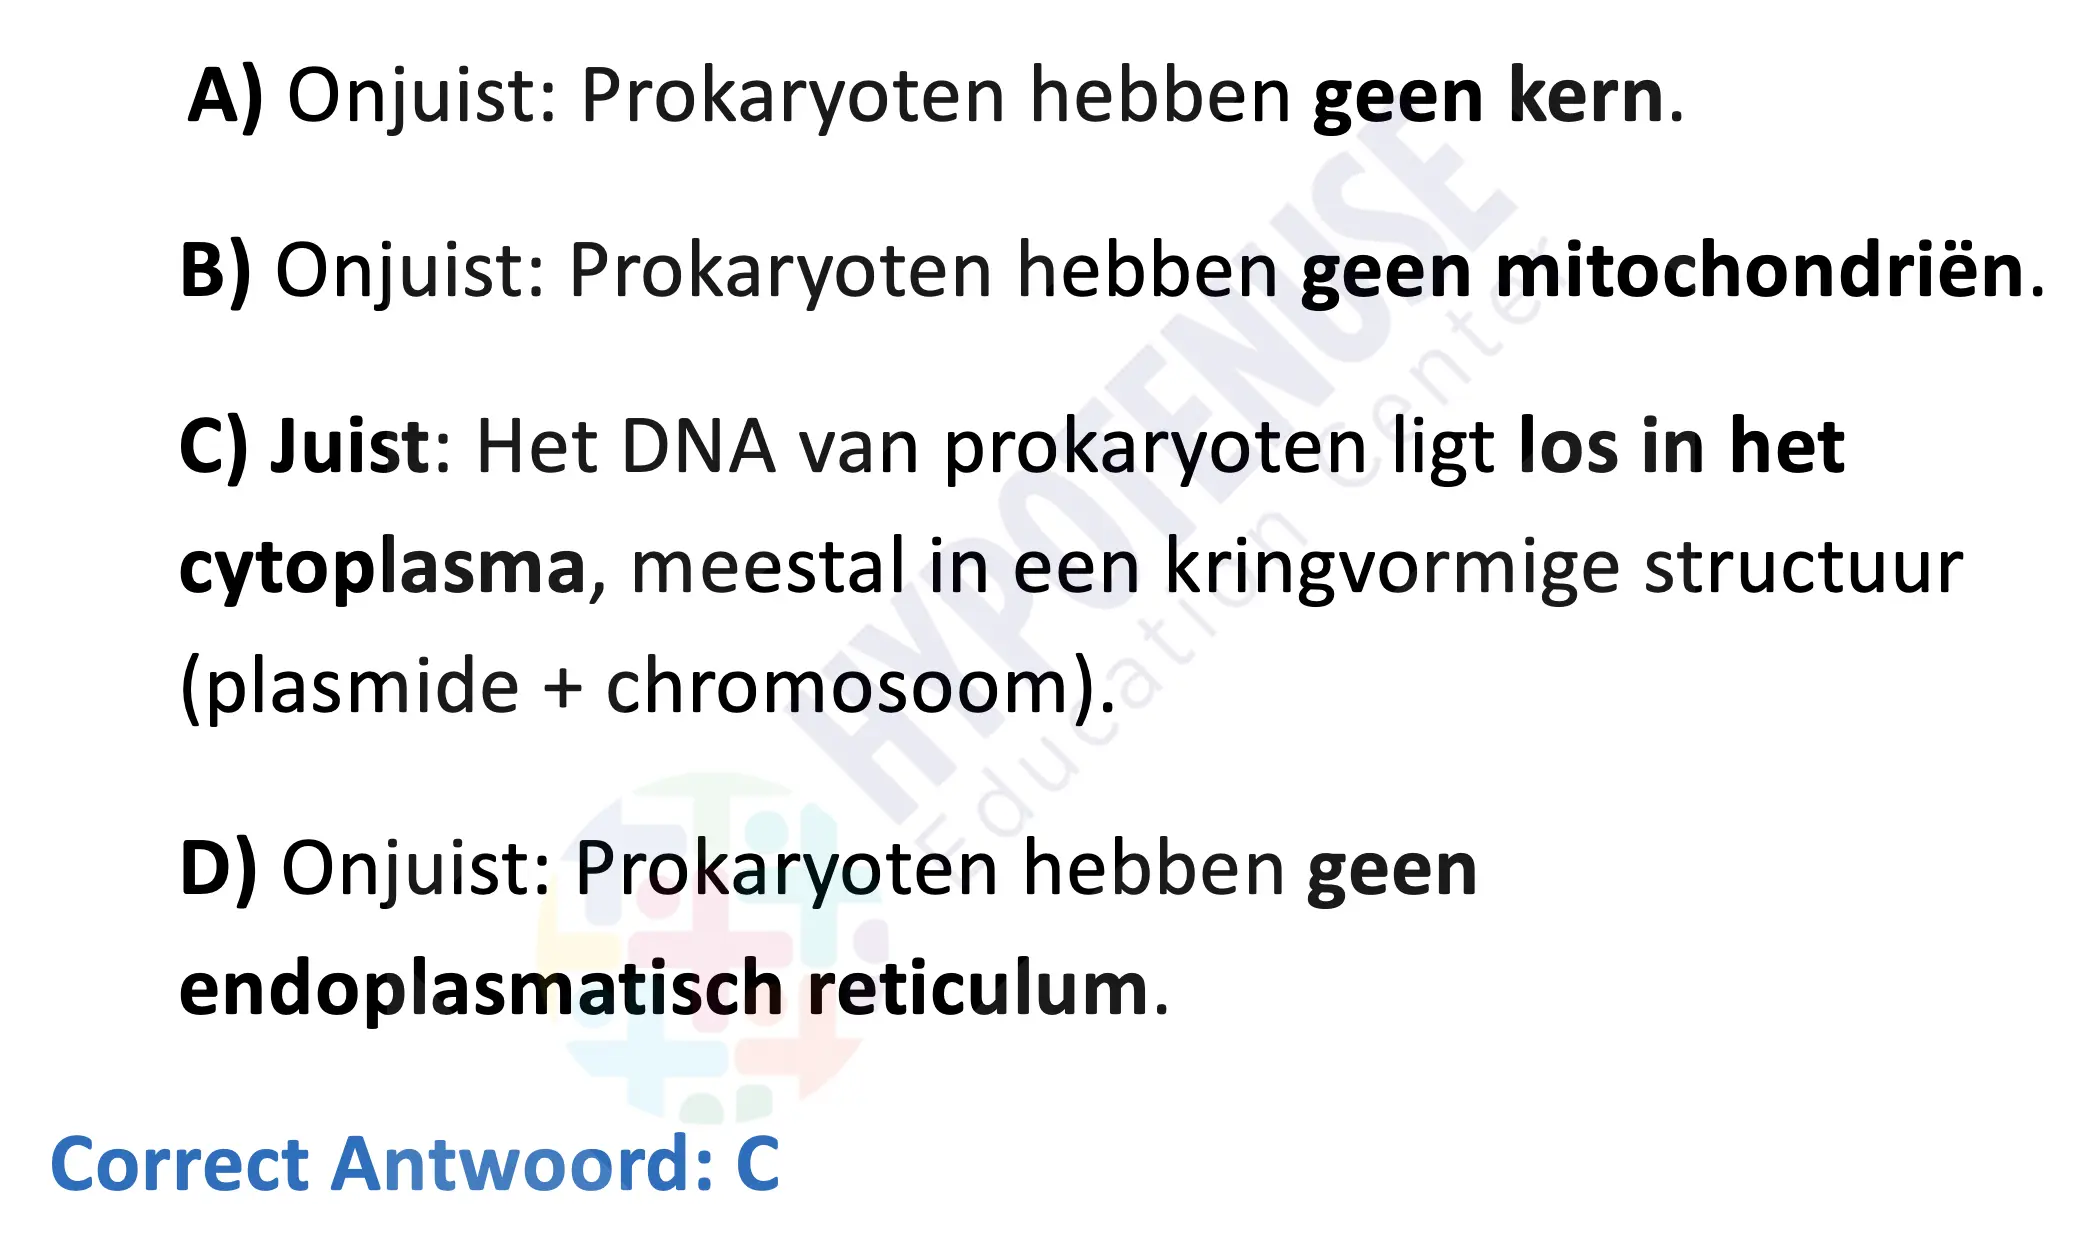 A) Onjuist: Prokaryoten hebben geen kern.
B) Onjuist: Prokaryoten hebben geen mitochondriën.
C) Juist: Het DNA van prokaryoten ligt los in het
cytoplasma, meestal in een kringvormige structuur
(plasmide + chromosoom).
D) Onjuist: Prokaryoten hebben geen
endoplasmatisch reticulum.
Correct Antwoord: C
HYPOTENUSE
Education Center